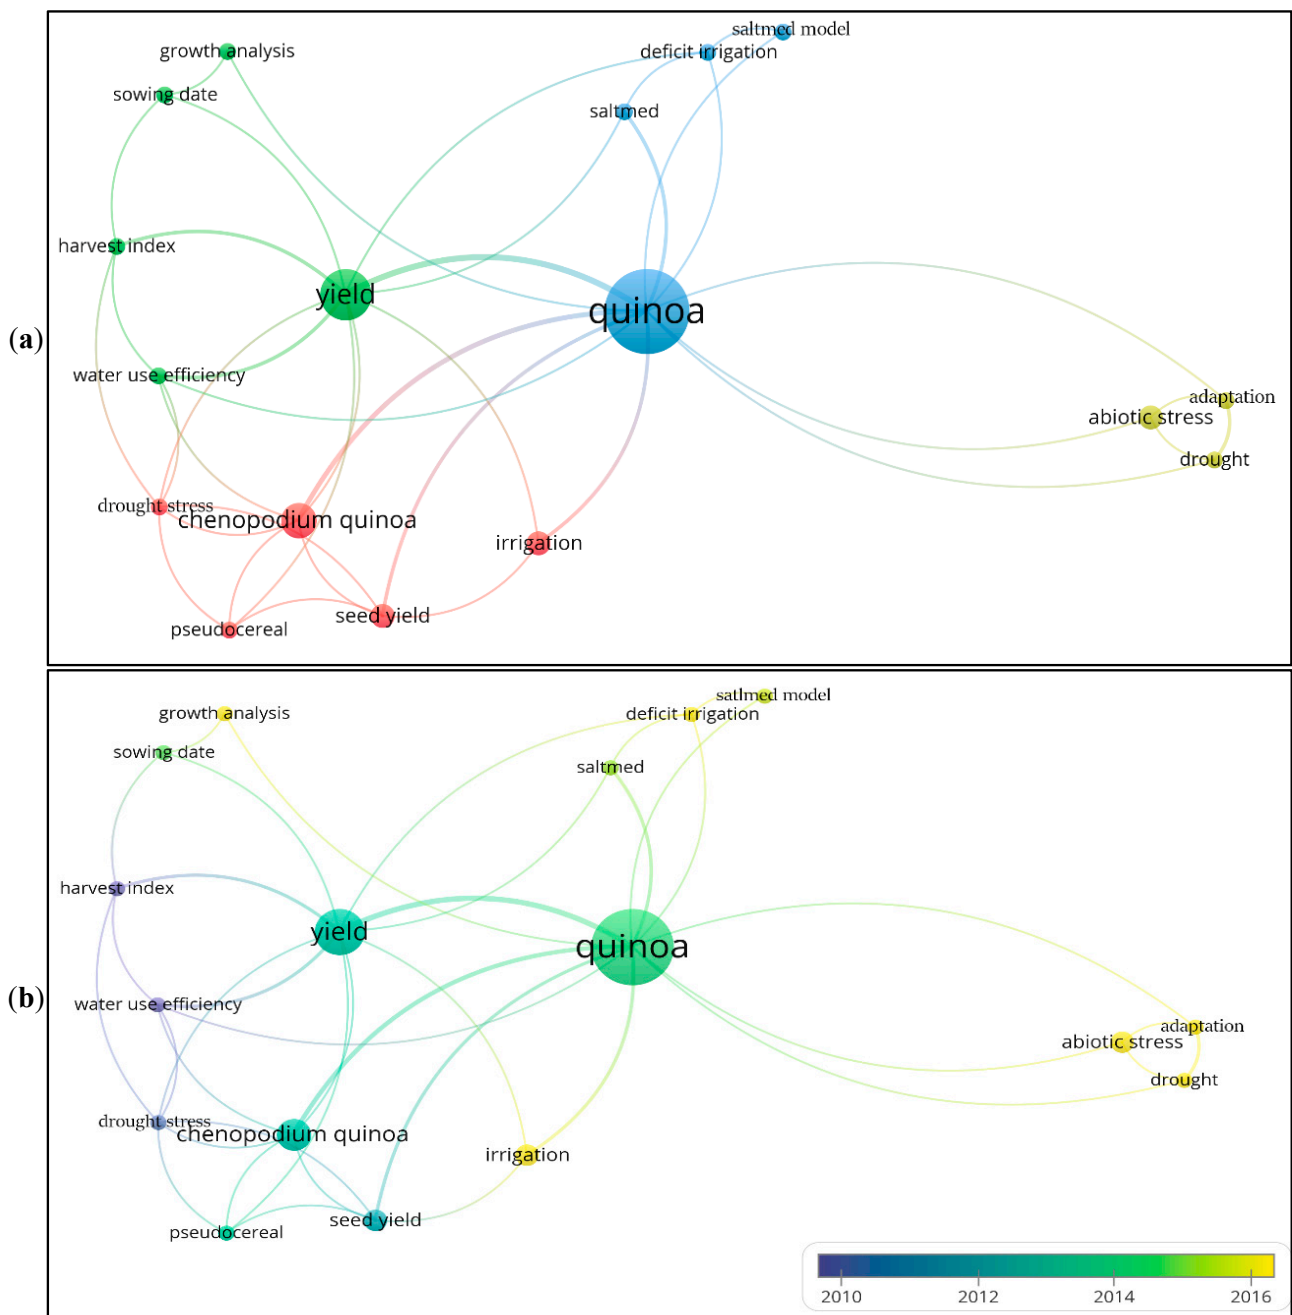 saltmed model
growth analysis
deficit irrigation
sowing date
saltmed
harvest index
yield
quinoa
(a)
water use efficiency
adaptation
abiotic stress
drought
drought stress
chenopodium quinoa
irrigation
seed yield
pseudocereal
satlmed model
growth analysis
deficit irrigation
sowing date
saltmed
harvest index
yield
quinoa
(b)
water use efficiency
adaptation
abiotic stress
drought
drought stress
chenopodium quinoa
irrigation
seed yield
pseudocereal
2010 2012 2014 2016